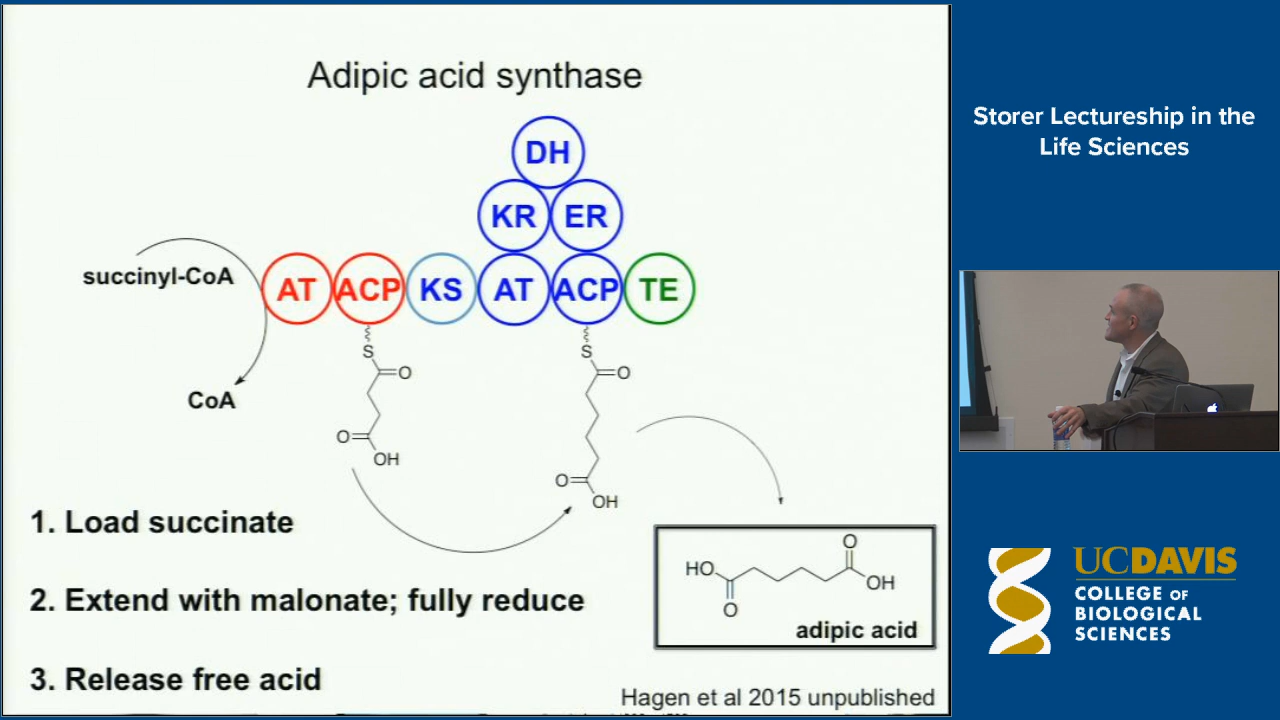 Adipic acid synthase
DH
KR ER
succinyl-CoA
AT ACP KS AT ACP TE
CoA
S
O
O
OH
S
O
O
OH
1. Load succinate
2. Extend with malonate; fully reduce
3. Release free acid
HO
O
O
OH
adipic acid
Hagen et al 2015 unpublished
Storer Lectureship in the
Life Sciences
UCDAVIS
COLLEGE OF
BIOLOGICAL
SCIENCES